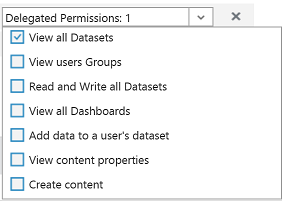 Delegated Permissions: 1
View all Datasets
View users Groups
Read and Write all Datasets
View all Dashboards
Add data to a user's dataset
View content properties
Create content